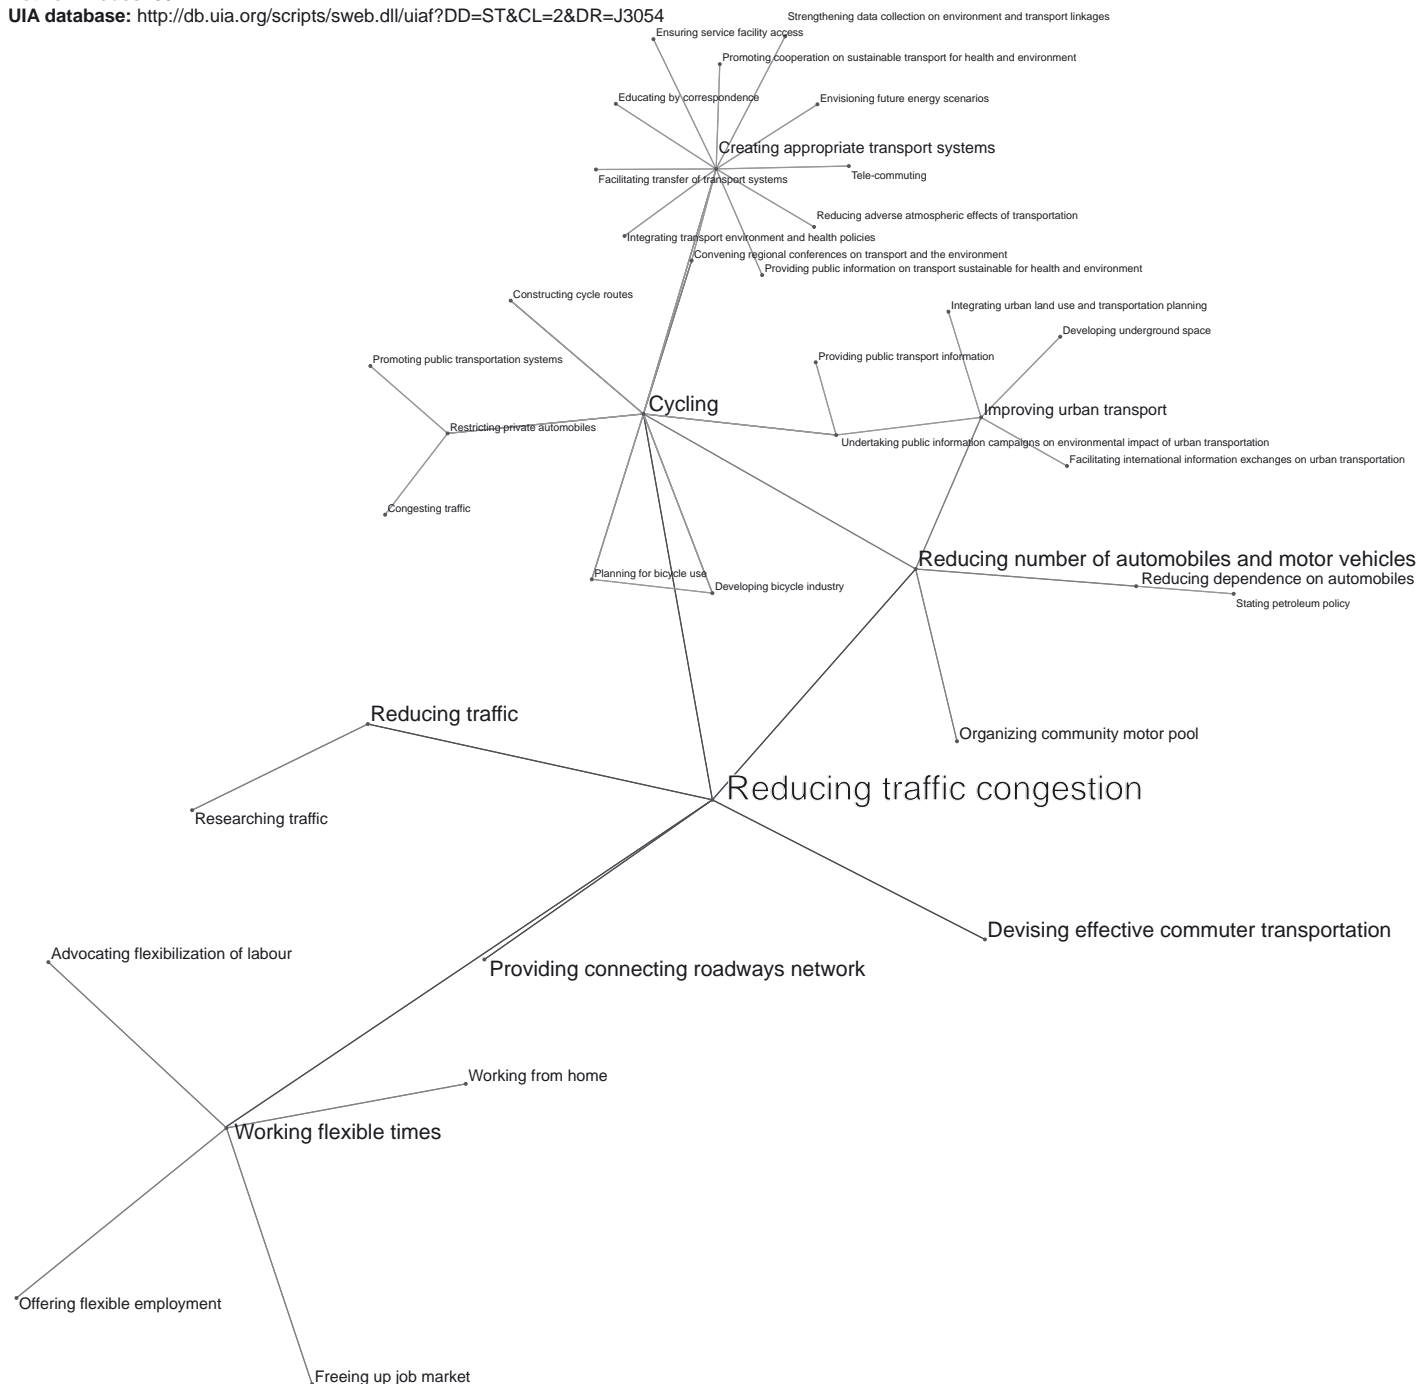 UIA database: http://db.uia.org/scripts/sweb.dll/uiaf?DD=ST&CL=2&DR=J3054
Strengthening data collection on environment and transport linkages
Ensuring service facility access
Promoting cooperation on sustainable transport for health and environment
Educating by correspondence
Envisioning future energy scenarios
Creating appropriate transport systems
Facilitating transfer of transport systems
Tele-commuting
Reducing adverse atmospheric effects of transportation
Integrating transport environment and health policies
Convening regional conferences on transport and the environment
Providing public information on transport sustainable for health and environment
Constructing cycle routes
Integrating urban land use and transportation planning
Developing underground space
Providing public transport information
Promoting public transportation systems
Cycling
Improving urban transport
Restricting private automobiles
Undertaking public information campaigns on environmental impact of urban transportation
Facilitating international information exchanges on urban transportation
Congesting traffic
Reducing number of automobiles and motor vehicles
Planning for bicycle use
Reducing dependence on automobiles
Developing bicycle industry
Stating petroleum policy
Reducing traffic
Organizing community motor pool
Reducing traffic congestion
Researching traffic
Devising effective commuter transportation
Advocating flexibilization of labour
Providing connecting roadways network
Working from home
Working flexible times
Offering flexible employment
Freeing up job market